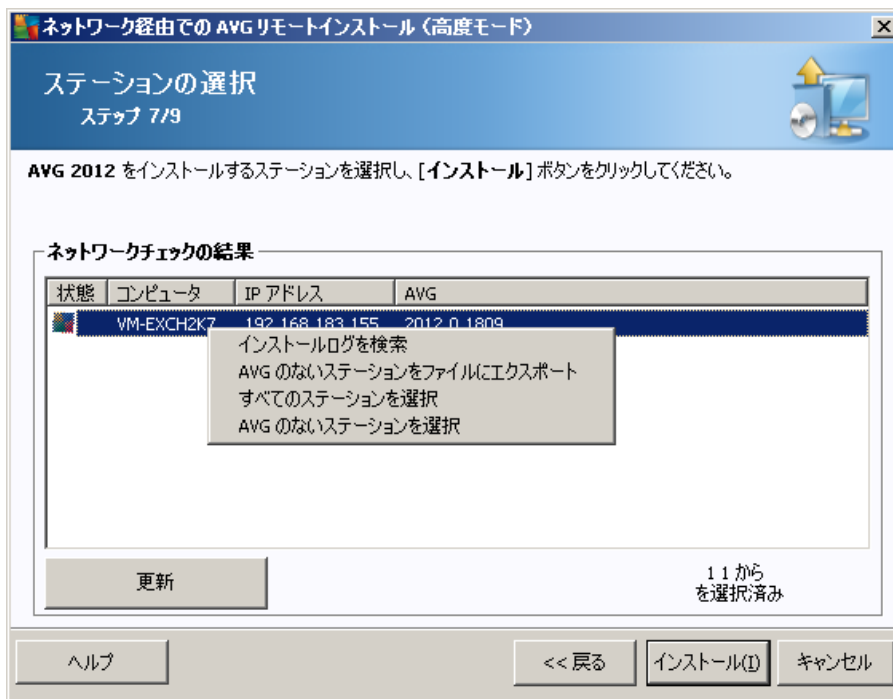 ネットワーク経由での AVG リモートインストール（高度モード）
ステーションの選択
ステップ 7/9
AVG 2012 をインストールするステーションを選択し、[インストール] ボタンをクリックしてください。
ネットワークチェックの結果
状態 コンピュータ IP アドレス AVG
VM-EXCH2K7 192.168.183.155 2012.0.1809
インストールログを検索
AVG のないステーションをファイルにエクスポート
すべてのステーションを選択
AVG のないステーションを選択
更新
1 1 から
を選択済み
ヘルプ
<< 戻る
インストール(I)
キャンセル